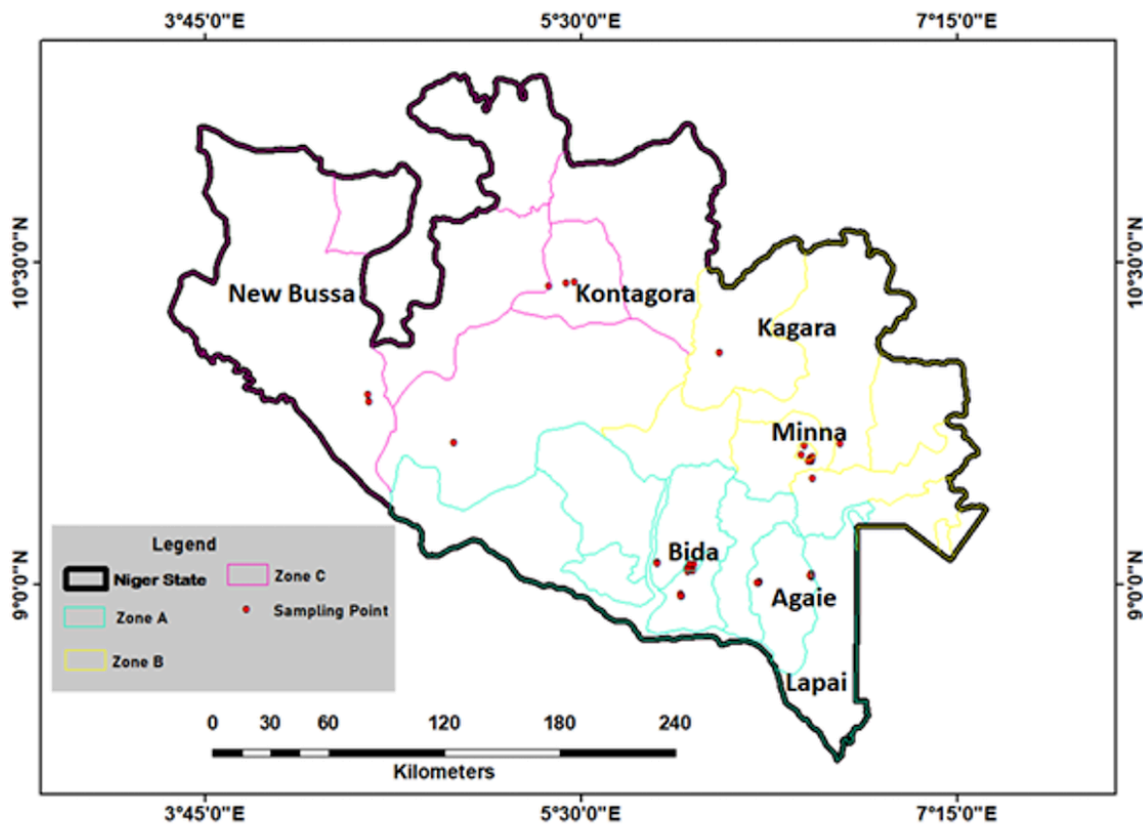 3°45'0"E 5°30'0"E 7°15'0"E
10°30'0"N 10°30'0"N
New Bussa Kontagora
Kagara
Minna
Legend
Niger State Zone C
Zone A Sampling Point
Zone B
Bida
Agaie
9°0'0"N 9°0'0"N
Lapai
0 30 60 120 180 240
Kilometers
3°45'0"E 5°30'0"E 7°15'0"E